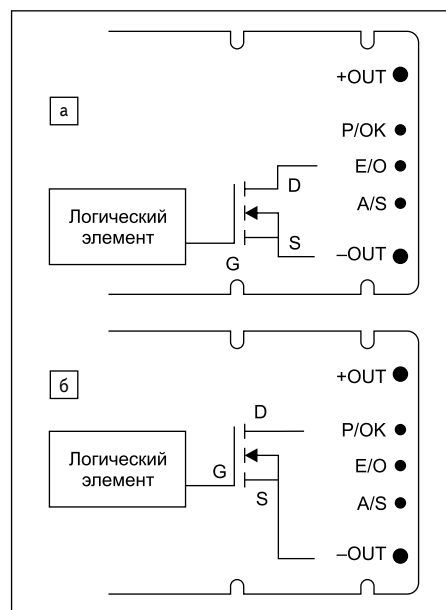 +OUT
а
P/OK
E/O
D
A/S
Логический
элемент
S
–OUT
G
б
+OUT
D
P/OK
Логический
элемент
G
E/O
S
A/S
–OUT